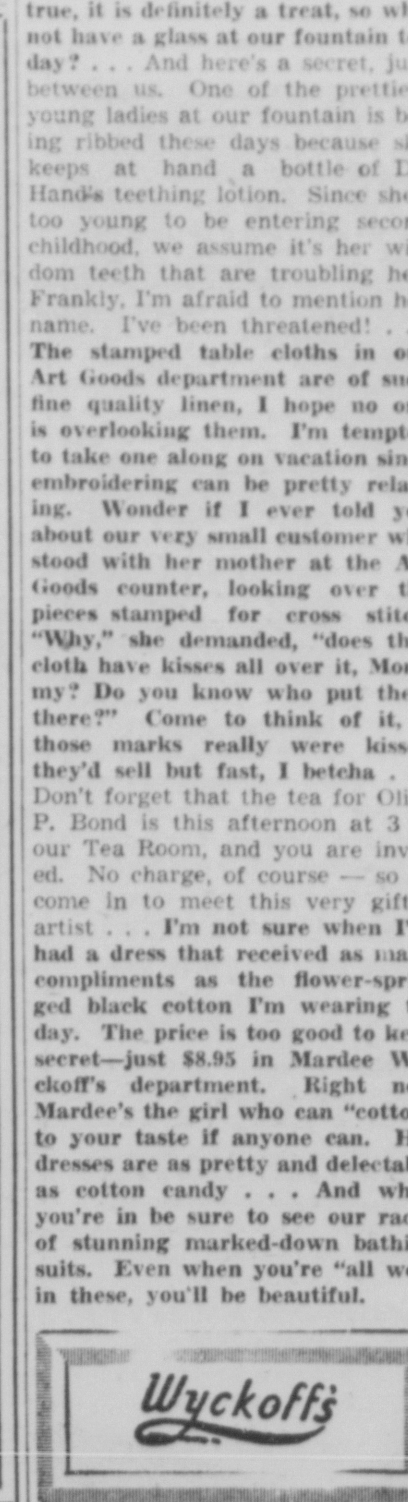 true, it is definitely a treat, so wh
not have a glass at our fountain t
day? . . . And here's a secret, ju
between us. One of the prettie
young ladies at our fountain is b
ing ribbed these days because s
keeps at hand a bottle of D
Hand's teething lotion. Since she
too young to be entering secon
childhood, we assume it's her wi
dom teeth that are troubling he
Frankly, I'm afraid to mention h
name. I've been threatened! . .
The stamped table cloths in o
Art Goods department are of suc
fine quality linen, I hope no o
is overlooking them. I'm tempt
to take one along on vacation sin
embroidering can be pretty rela
ing. Wonder if I ever told y
about our very small customer w
stood with her mother at the A
Goods counter, looking over t
pieces stamped for cross stitc
"Why," she demanded, "does th
cloth have kisses all over it, Mom
my? Do you know who put the
there?" Come to think of it,
those marks really were kiss
they'd sell but fast, I betcha . .
Don't forget that the tea for Oli
P. Bond is this afternoon at 3
our Tea Room, and you are inv
ed. No charge, of course — so
come in to meet this very gift
artist . . . I'm not sure when I'
had a dress that received as ma
compliments as the flower-spr
ged black cotton I'm wearing t
day. The price is too good to ke
secret—just $8.95 in Mardee W
ckoff's department. Right n
Mardee's the girl who can "cotto
to your taste if anyone can. H
dresses are as pretty and delectab
as cotton candy . . . And wh
you're in be sure to see our rac
of stunning marked-down bathi
suits. Even when you're "all we
in these, you'll be beautiful.
Wyckoff's